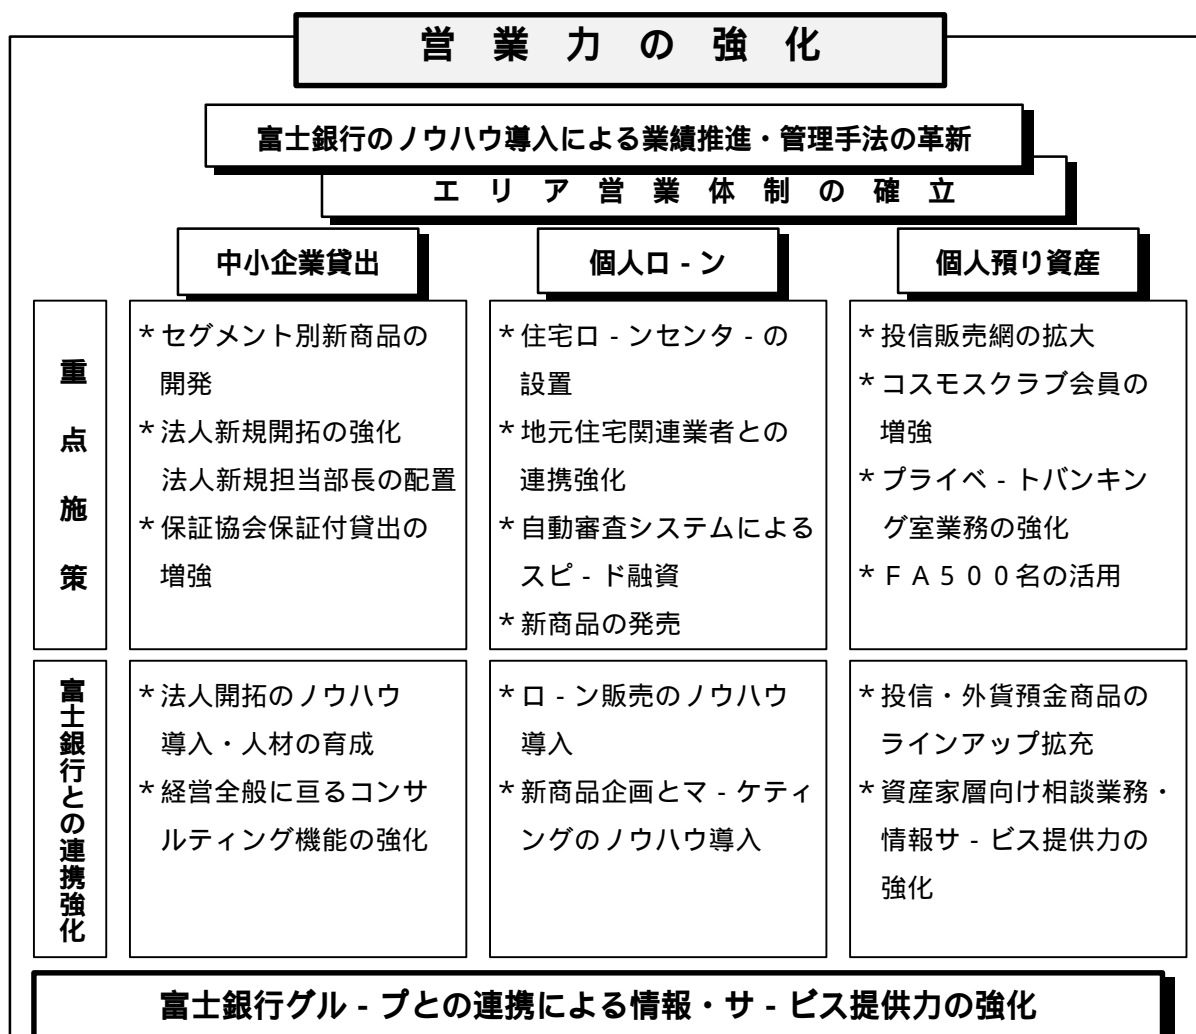 営業力の強化
富士銀行のノウハウ導入による業績推進・管理手法の革新
エリア営業体制の確立
中小企業貸出
個人ロ-ン
個人預り資産
重点施策
*セグメント別新商品の
開発
*法人新規開拓の強化
法人新規担当部長の配置
*保証協会保証付貸出の
増強
*住宅ロ-ンセンタ-の
設置
*地元住宅関連業者との
連携強化
*自動審査システムによる
スピ-ド融資
*新商品の発売
*投信販売網の拡大
*コスモスクラブ会員の
増強
*プライベ-トバンキン
グ室業務の強化
*FA500名の活用
富士銀行との連携強化
*法人開拓のノウハウ
導入・人材の育成
*経営全般に亘るコンサ
ルティング機能の強化
*ロ-ン販売のノウハウ
導入
*新商品企画とマ-ケティ
ングのノウハウ導入
*投信・外貨預金商品の
ラインアップ拡充
*資産家層向け相談業務・
情報サ-ビス提供力の
強化
富士銀行グル-プとの連携による情報・サ-ビス提供力の強化